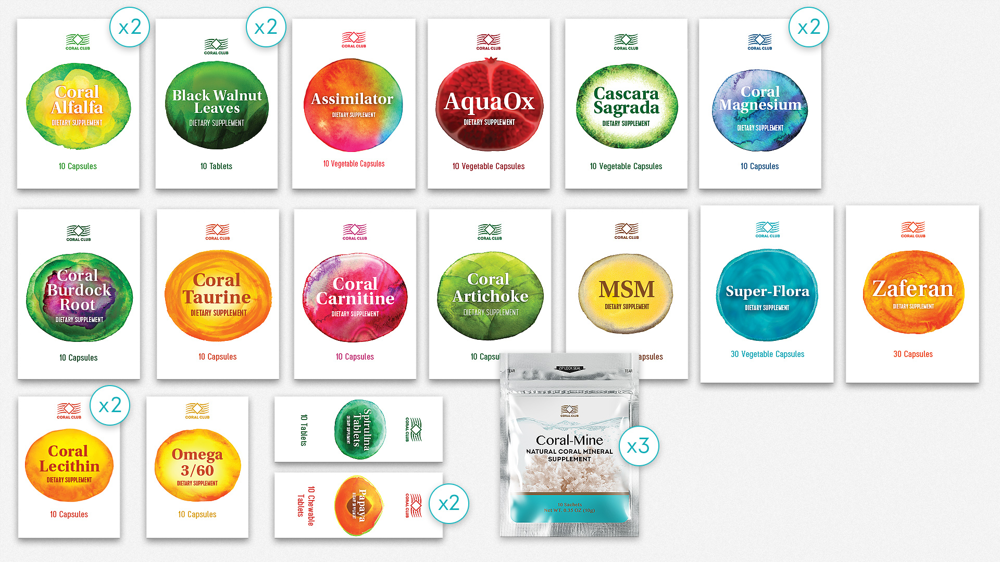 CORAL CLUB
Coral
Alfalfa
DIETARY SUPPLEMENT
10 Capsules
x2
CORAL CLUB
Black Walnut
Leaves
DIETARY SUPPLEMENT
10 Tablets
x2
CORAL CLUB
Assimilator
DIETARY SUPPLEMENT
10 Vegetable Capsules
CORAL CLUB
AquaOx
DIETARY SUPPLEMENT
10 Vegetable Capsules
CORAL CLUB
Cascara
Sagrada
DIETARY SUPPLEMENT
10 Vegetable Capsules
CORAL CLUB
Coral
Magnesium
DIETARY SUPPLEMENT
10 Capsules
x2
CORAL CLUB
Coral
Burdock
Root
DIETARY SUPPLEMENT
10 Capsules
CORAL CLUB
Coral
Taurine
DIETARY SUPPLEMENT
10 Capsules
CORAL CLUB
Coral
Carnitine
DIETARY SUPPLEMENT
10 Capsules
CORAL CLUB
Coral
Artichoke
DIETARY SUPPLEMENT
10 Capsu
CORAL CLUB
MSM
DIETARY SUPPLEMENT
apsules
CORAL CLUB
Super-Flora
DIETARY SUPPLEMENT
30 Vegetable Capsules
CORAL CLUB
Zaferan
DIETARY SUPPLEMENT
30 Capsules
CORAL CLUB
Coral
Lecithin
DIETARY SUPPLEMENT
10 Capsules
x2
CORAL CLUB
Omega
3/60
DIETARY SUPPLEMENT
10 Capsules
CORAL CLUB
Spirulina
Tablets
DIETARY SUPPLEMENT
10 Tablets
CORAL CLUB
Papaya
DIETARY SUPPLEMENT
10 Chewable
Tablets
x2
TEAR
ZIP LOCK SEAL
TEAR
CORAL CLUB
Coral-Mine
NATURAL CORAL MINERAL
SUPPLEMENT
10 Sachets
Net WT. 0.35 OZ (10g)
x3